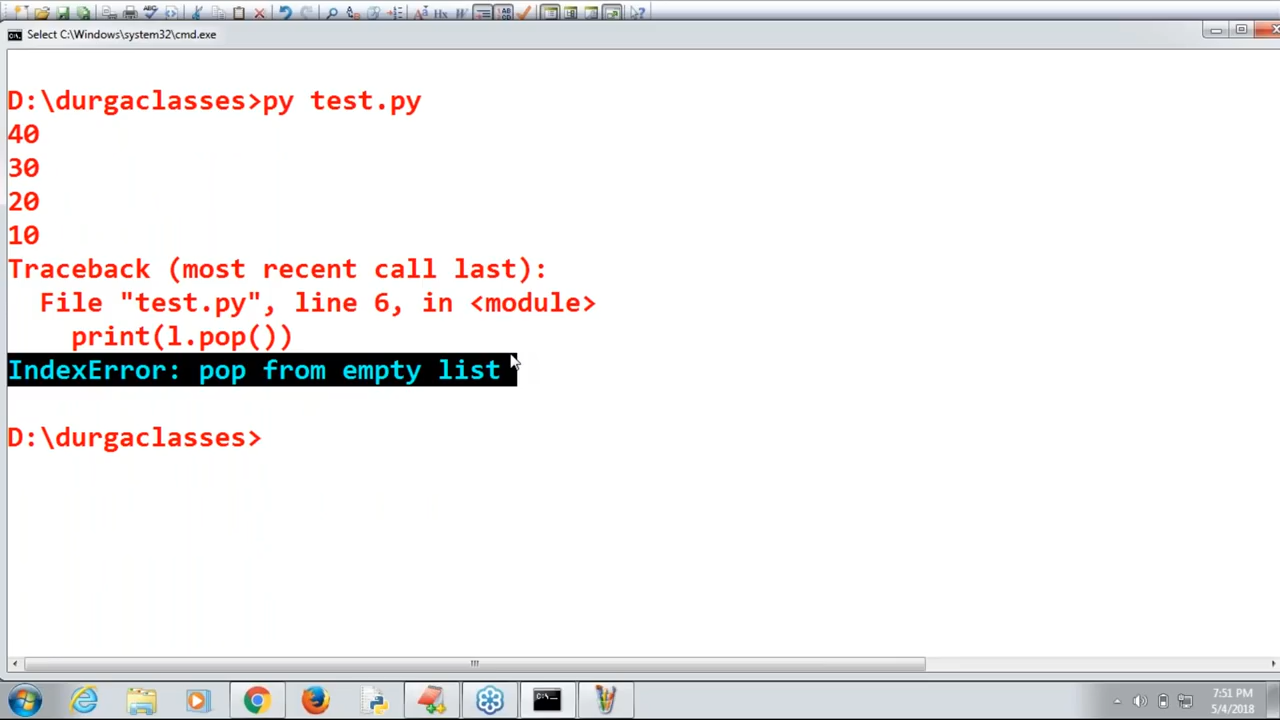 Select C:\Windows\system32\cmd.exe
D:\durgaclasses>py test.py
40
30
20
10
Traceback (most recent call last):
  File "test.py", line 6, in <module>
    print(l.pop())
IndexError: pop from empty list
D:\durgaclasses>
7:51 PM
5/4/2018